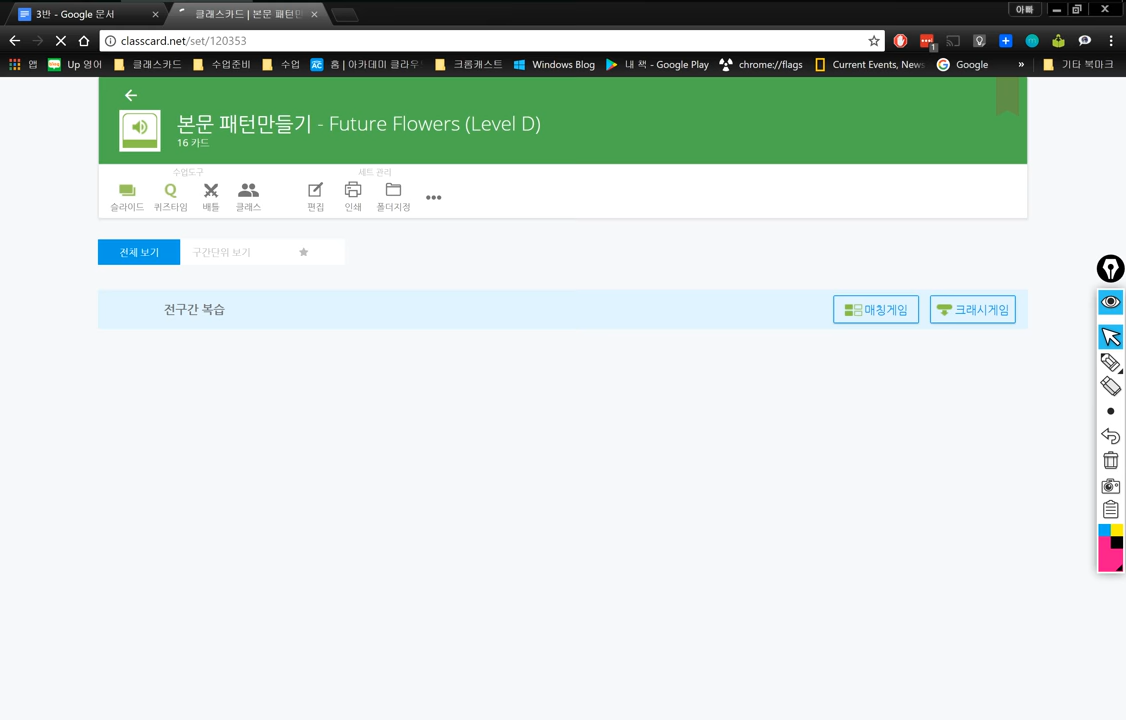 3반 - Google 문서
클래스카드 | 본문 패턴만
아빠
classcard.net/set/120353
1
앱
Up 영어
클래스카드
수업준비
수업
홈 | 아카데미 클라우
크롬캐스트
Windows Blog
내 책 - Google Play
chrome://flags
Current Events, News
Google
»
기타 북마크
본문 패턴만들기 - Future Flowers (Level D)
16 카드
수업도구
세트 관리
슬라이드
퀴즈타임
배틀
클래스
편집
인쇄
폴더지정
전체 보기
구간단위 보기
전구간 복습
매칭게임
크래시게임